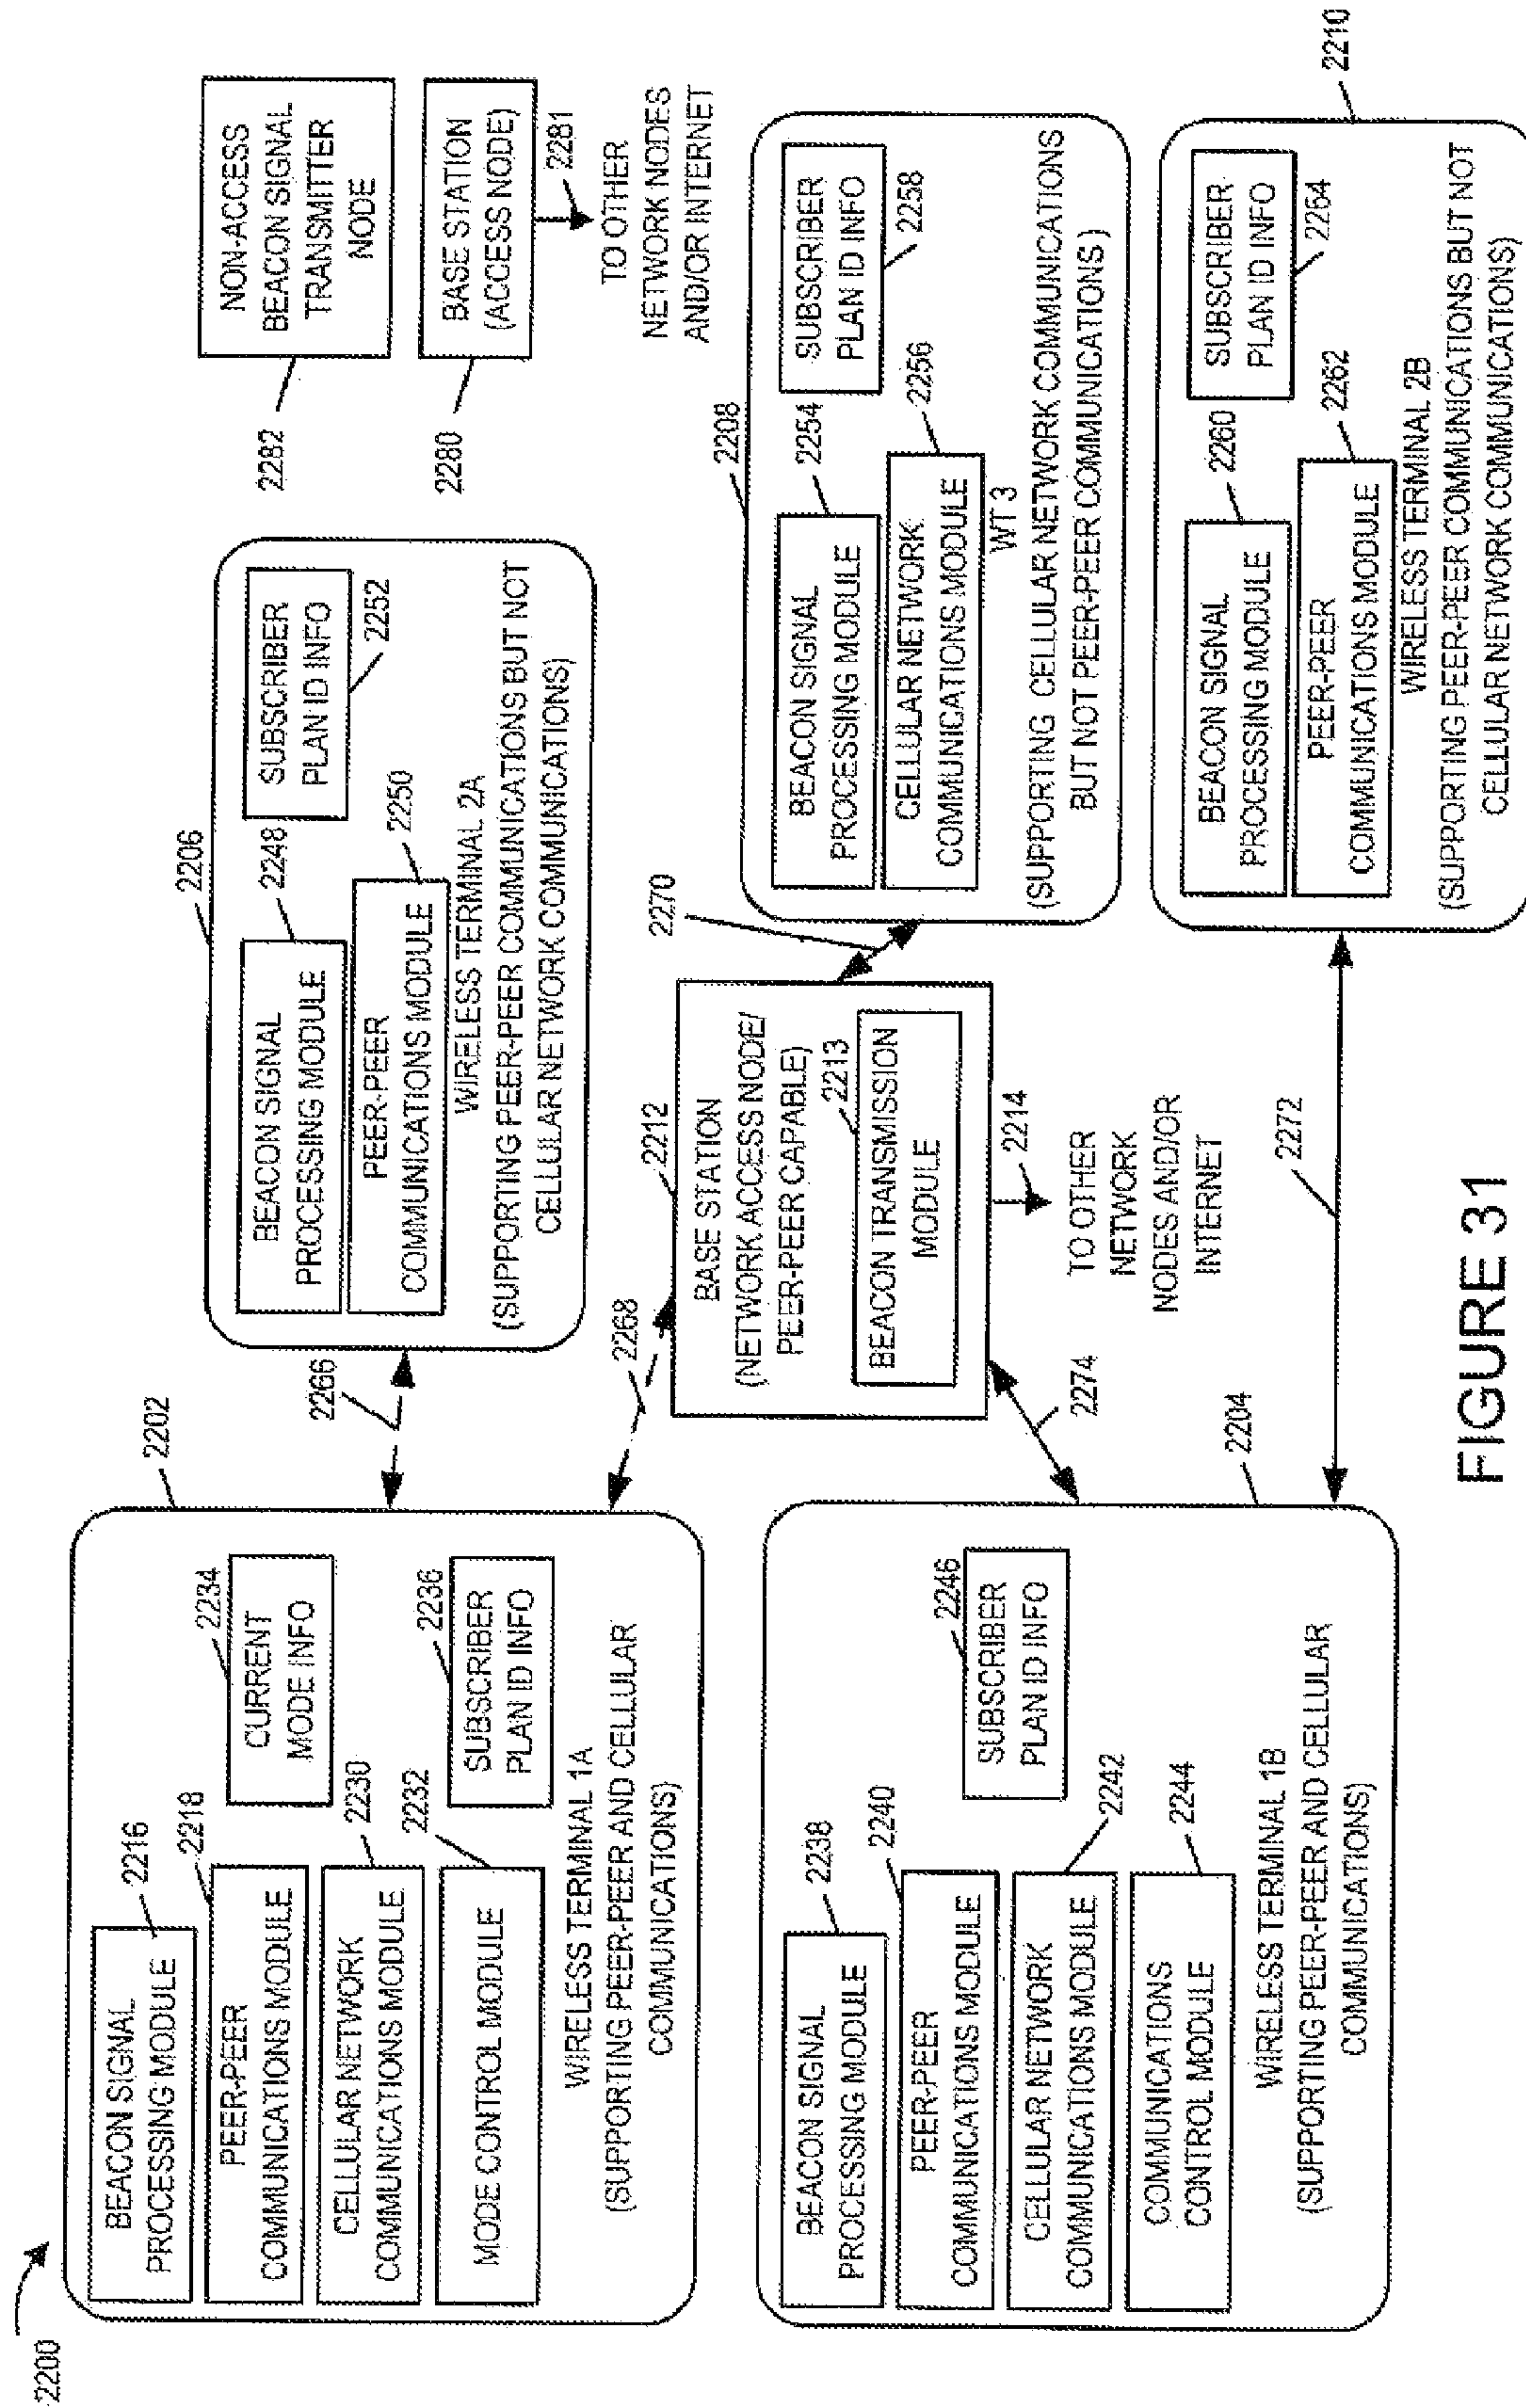 2200
2202
BEACON SIGNAL
PROCESSING MODULE
2216
PEER-PEER
COMMUNICATIONS MODULE
2218
CELLULAR NETWORK
COMMUNICATIONS MODULE
2230
MODE CONTROL MODULE
2232
CURRENT
MODE INFO
2234
SUBSCRIBER
PLAN ID INFO
2236
WIRELESS TERMINAL 1A
(SUPPORTING PEER-PEER AND CELLULAR
COMMUNICATIONS)
2266
2268
2206
BEACON SIGNAL
PROCESSING MODULE
2248
PEER-PEER
COMMUNICATIONS MODULE
2250
SUBSCRIBER
PLAN ID INFO
2252
WIRELESS TERMINAL 2A
(SUPPORTING PEER-PEER COMMUNICATIONS BUT NOT
CELLULAR NETWORK COMMUNICATIONS)
2282
NON-ACCESS
BEACON SIGNAL
TRANSMITTER
NODE
2280
BASE STATION
(ACCESS NODE)
2281
TO OTHER
NETWORK NODES
AND/OR INTERNET
2212
BASE STATION
(NETWORK ACCESS NODE/
PEER-PEER CAPABLE)
2213
BEACON TRANSMISSION
MODULE
2214
TO OTHER
NETWORK
NODES AND/OR
INTERNET
2270
2274
2208
BEACON SIGNAL
PROCESSING MODULE
2254
CELLULAR NETWORK
COMMUNICATIONS MODULE
2256
SUBSCRIBER
PLAN ID INFO
2258
WT 3
(SUPPORTING CELLULAR NETWORK COMMUNICATIONS
BUT NOT PEER-PEER COMMUNICATIONS)
2204
BEACON SIGNAL
PROCESSING MODULE
2238
PEER-PEER
COMMUNICATIONS MODULE
2240
CELLULAR NETWORK
COMMUNICATIONS MODULE
2242
COMMUNICATIONS
CONTROL MODULE
2244
SUBSCRIBER
PLAN ID INFO
2246
WIRELESS TERMINAL 1B
(SUPPORTING PEER-PEER AND CELLULAR
COMMUNICATIONS)
2272
2210
BEACON SIGNAL
PROCESSING MODULE
2260
PEER-PEER
COMMUNICATIONS MODULE
2262
SUBSCRIBER
PLAN ID INFO
2264
WIRELESS TERMINAL 2B
(SUPPORTING PEER-PEER COMMUNICATIONS BUT NOT
CELLULAR NETWORK COMMUNICATIONS)
FIGURE 31